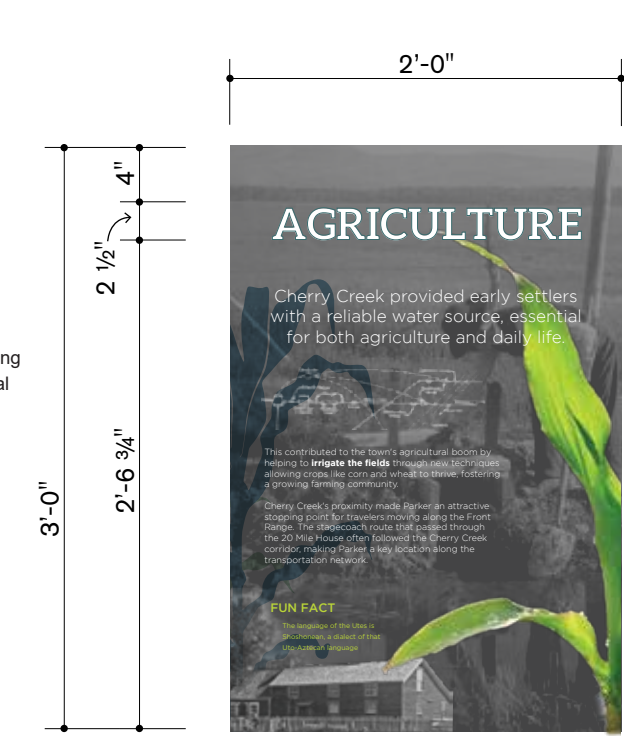 2'-0"
4"
2 ½"
ng
al
2'-6 ¾"
3'-0"
AGRICULTURE
Cherry Creek provided early settlers
with a reliable water source, essential
for both agriculture and daily life.
This contributed to the town's agricultural boom by
helping to irrigate the fields through new techniques
allowing crops like corn and wheat to thrive, fostering
a growing farming community.
Cherry Creek's proximity made Parker an attractive
stopping point for travelers moving along the Front
Range. The stagecoach route that passed through
the 20 Mile House often followed the Cherry Creek
corridor, making Parker a key location along the
transportation network.
FUN FACT
The language of the Utes is
Shoshonean, a dialect of that
Uto-Aztecan language